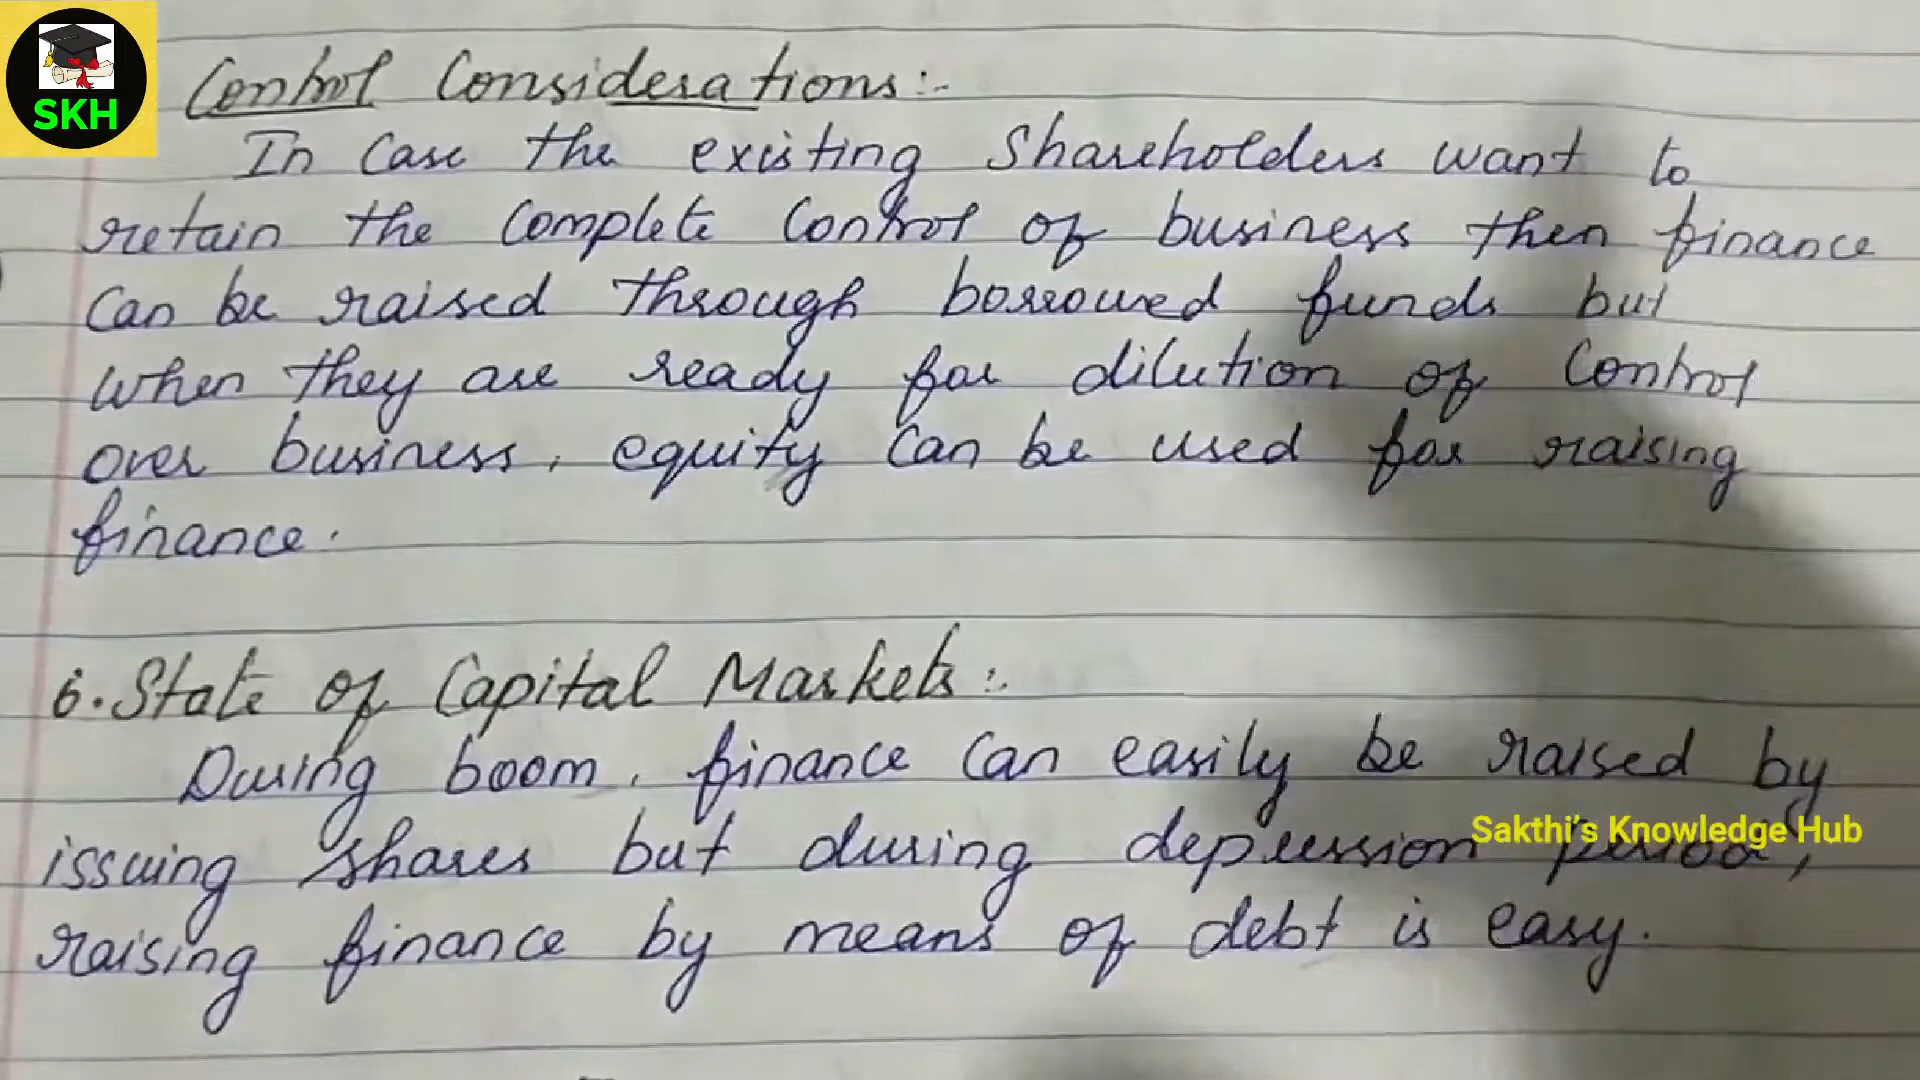 SKH
Control Considerations:-
In Case the existing Shareholders want to
retain the complete Control of business then finance
Can be raised through borrowed funds but
when they are ready for dilution of Control
over business, equity Can be used for raising
finance.
6. State of Capital Markets:-
During boom, finance Can easily be raised by
Sakthi's Knowledge Hub
issuing shares but during depression period,
raising finance by means of debt is easy.